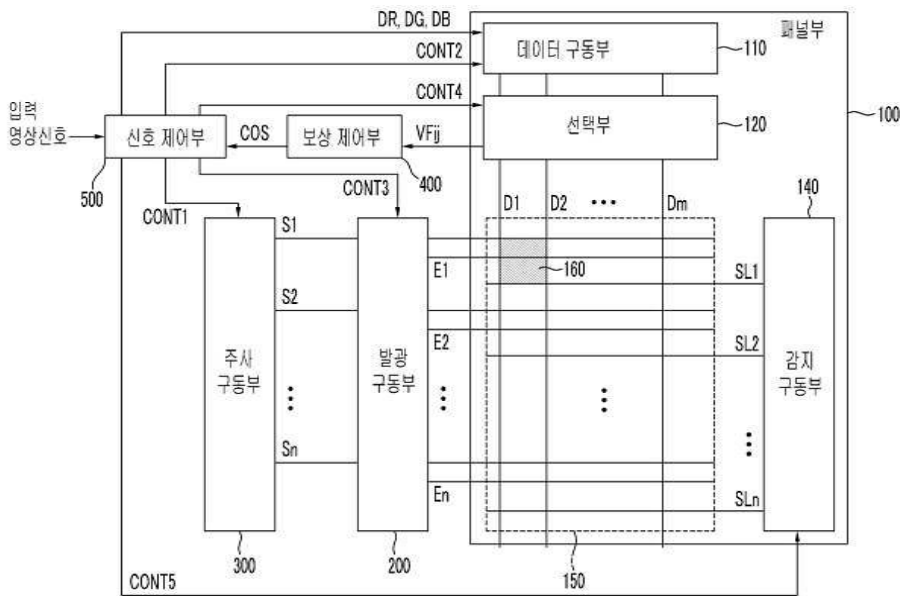 DR, DG, DB
패널부
데이터 구동부
110
CONT2
CONT4
입력
영상신호
신호 제어부
COS
보상 제어부
VFij
선택부
120
100
500
400
CONT3
CONT1
D1
D2
•••
Dm
140
S1
E1
160
SL1
S2
E2
SL2
주사
구동부
발광
구동부
감지
구동부
Sn
En
SLn
300
200
150
CONT5